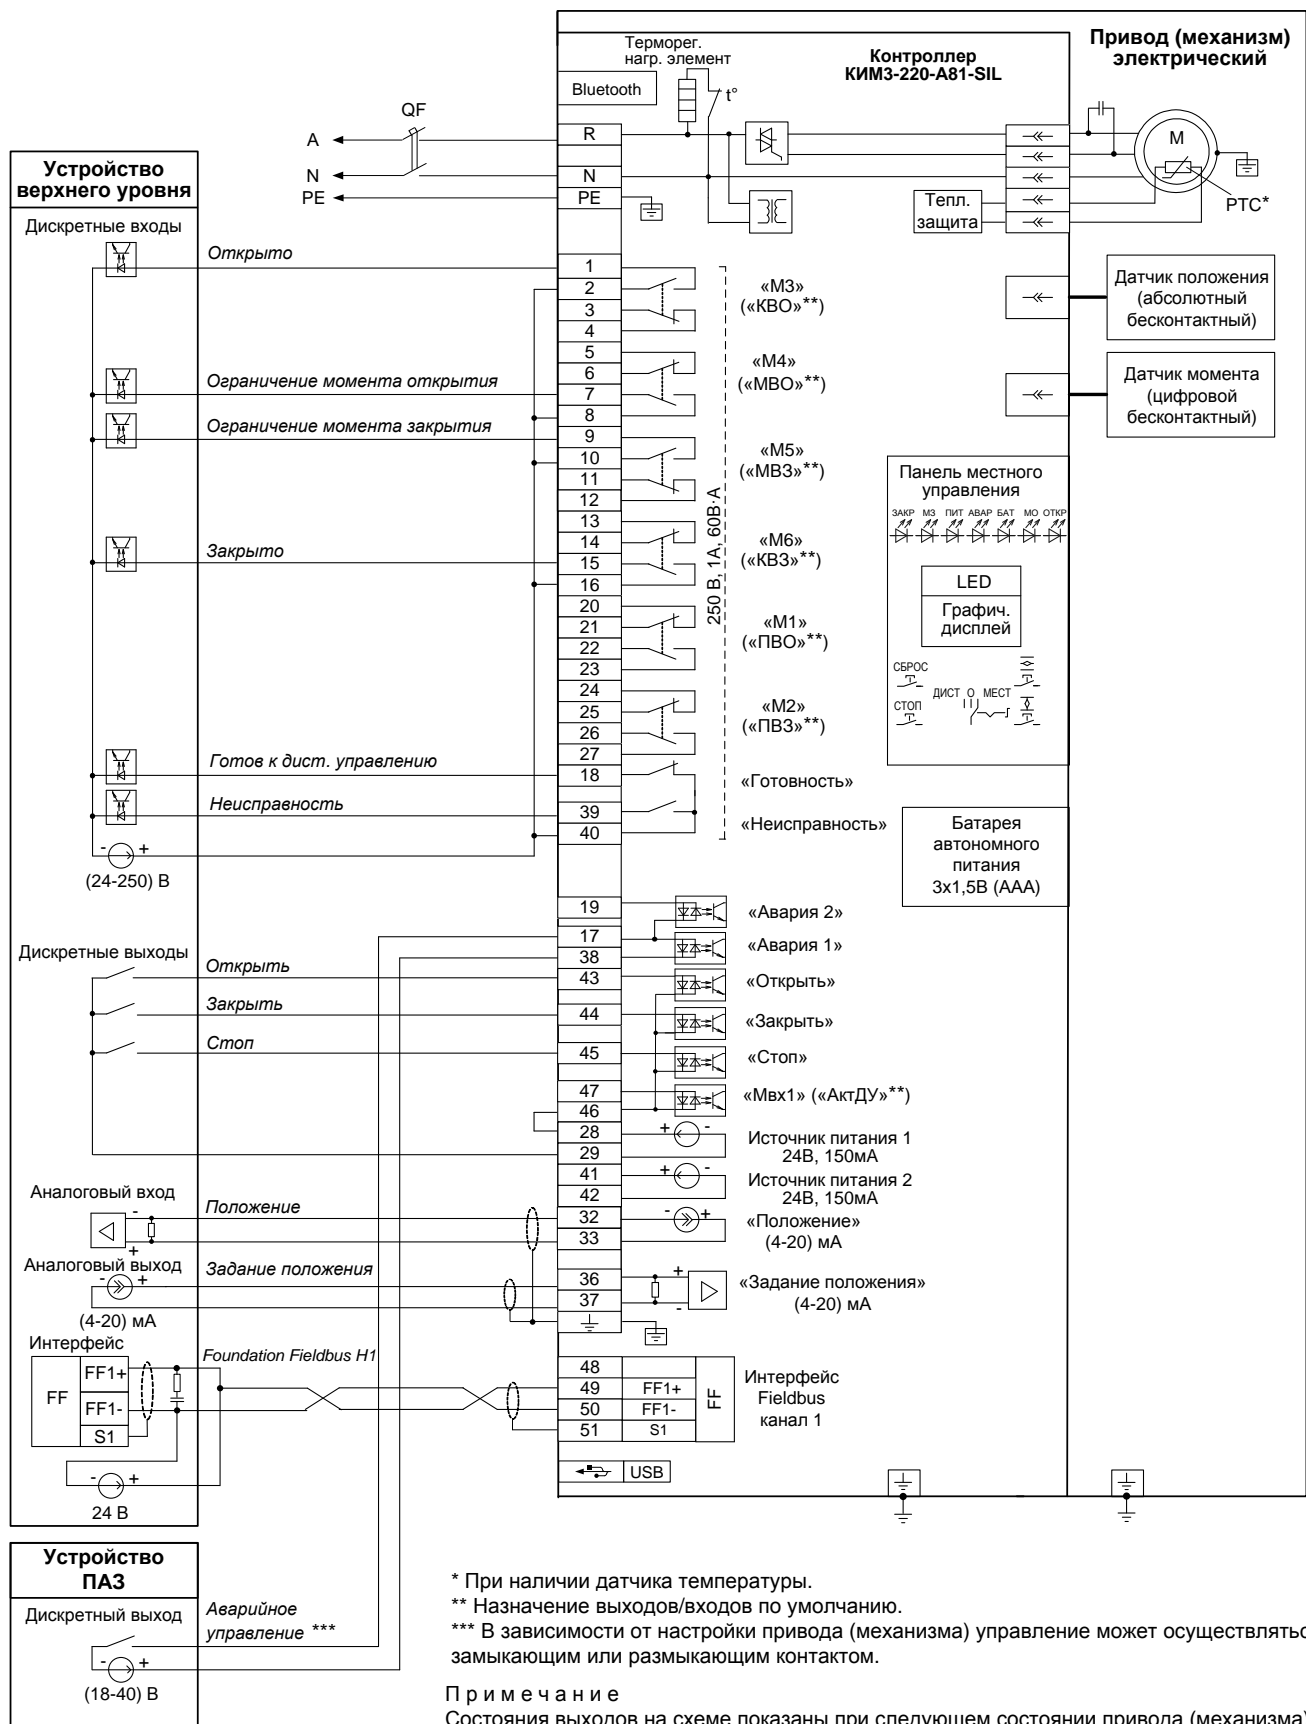 Привод (механизм)
электрический
Контроллер
КИМ3-220-А81-SIL
Терморег.
нагр. элемент
Bluetooth
t°
QF
A
N
PE
R
N
PE
M
PTC*
Тепл.
защита
Устройство
верхнего уровня
Дискретные входы
Открыто
1
2
3
4
«М3»
(«КВО»**)
Датчик положения
(абсолютный
бесконтактный)
5
6
7
8
«М4»
(«МВО»**)
Ограничение момента открытия
Датчик момента
(цифровой
бесконтактный)
Ограничение момента закрытия
9
10
11
12
«М5»
(«МВЗ»**)
Закрыто
13
14
15
16
«М6»
(«КВЗ»**)
20
21
22
23
«М1»
(«ПВО»**)
24
25
26
27
«М2»
(«ПВЗ»**)
250 В, 1А, 60В·А
Панель местного
управления
ЗАКР МЗ ПИТ АВАР БАТ МО ОТКР
LED
Графич.
дисплей
СБРОС
СТОП
ДИСТ О МЕСТ
Готов к дист. управлению
18
«Готовность»
Неисправность
39
40
«Неисправность»
- +
(24-250) В
Батарея
автономного
питания
3х1,5В (ААА)
19
«Авария 2»
17
38
«Авария 1»
Дискретные выходы
Открыть
43
«Открыть»
Закрыть
44
«Закрыть»
Стоп
45
«Стоп»
47
46
«Мвх1» («АктДУ»**)
28
29
+ -
Источник питания 1
24В, 150мА
41
42
+ -
Источник питания 2
24В, 150мА
Аналоговый вход
-
+
Положение
32
33
- +
«Положение»
(4-20) мА
Аналоговый выход
- +
(4-20) мА
Задание положения
36
37
+
-
«Задание положения»
(4-20) мА
Интерфейс
FF
FF1+
FF1-
S1
- +
24 В
Foundation Fieldbus H1
48
49 FF1+
50 FF1-
51 S1
FF
Интерфейс
Fieldbus
канал 1
USB
Устройство
ПАЗ
Дискретный выход
- +
(18-40) В
Аварийное
управление ***
* При наличии датчика температуры.
** Назначение выходов/входов по умолчанию.
*** В зависимости от настройки привода (механизма) управление может осуществлятьс
замыкающим или размыкающим контактом.
П р и м е ч а н и е
Состояния выходов на схеме показаны при следующем состоянии привода (механизма)